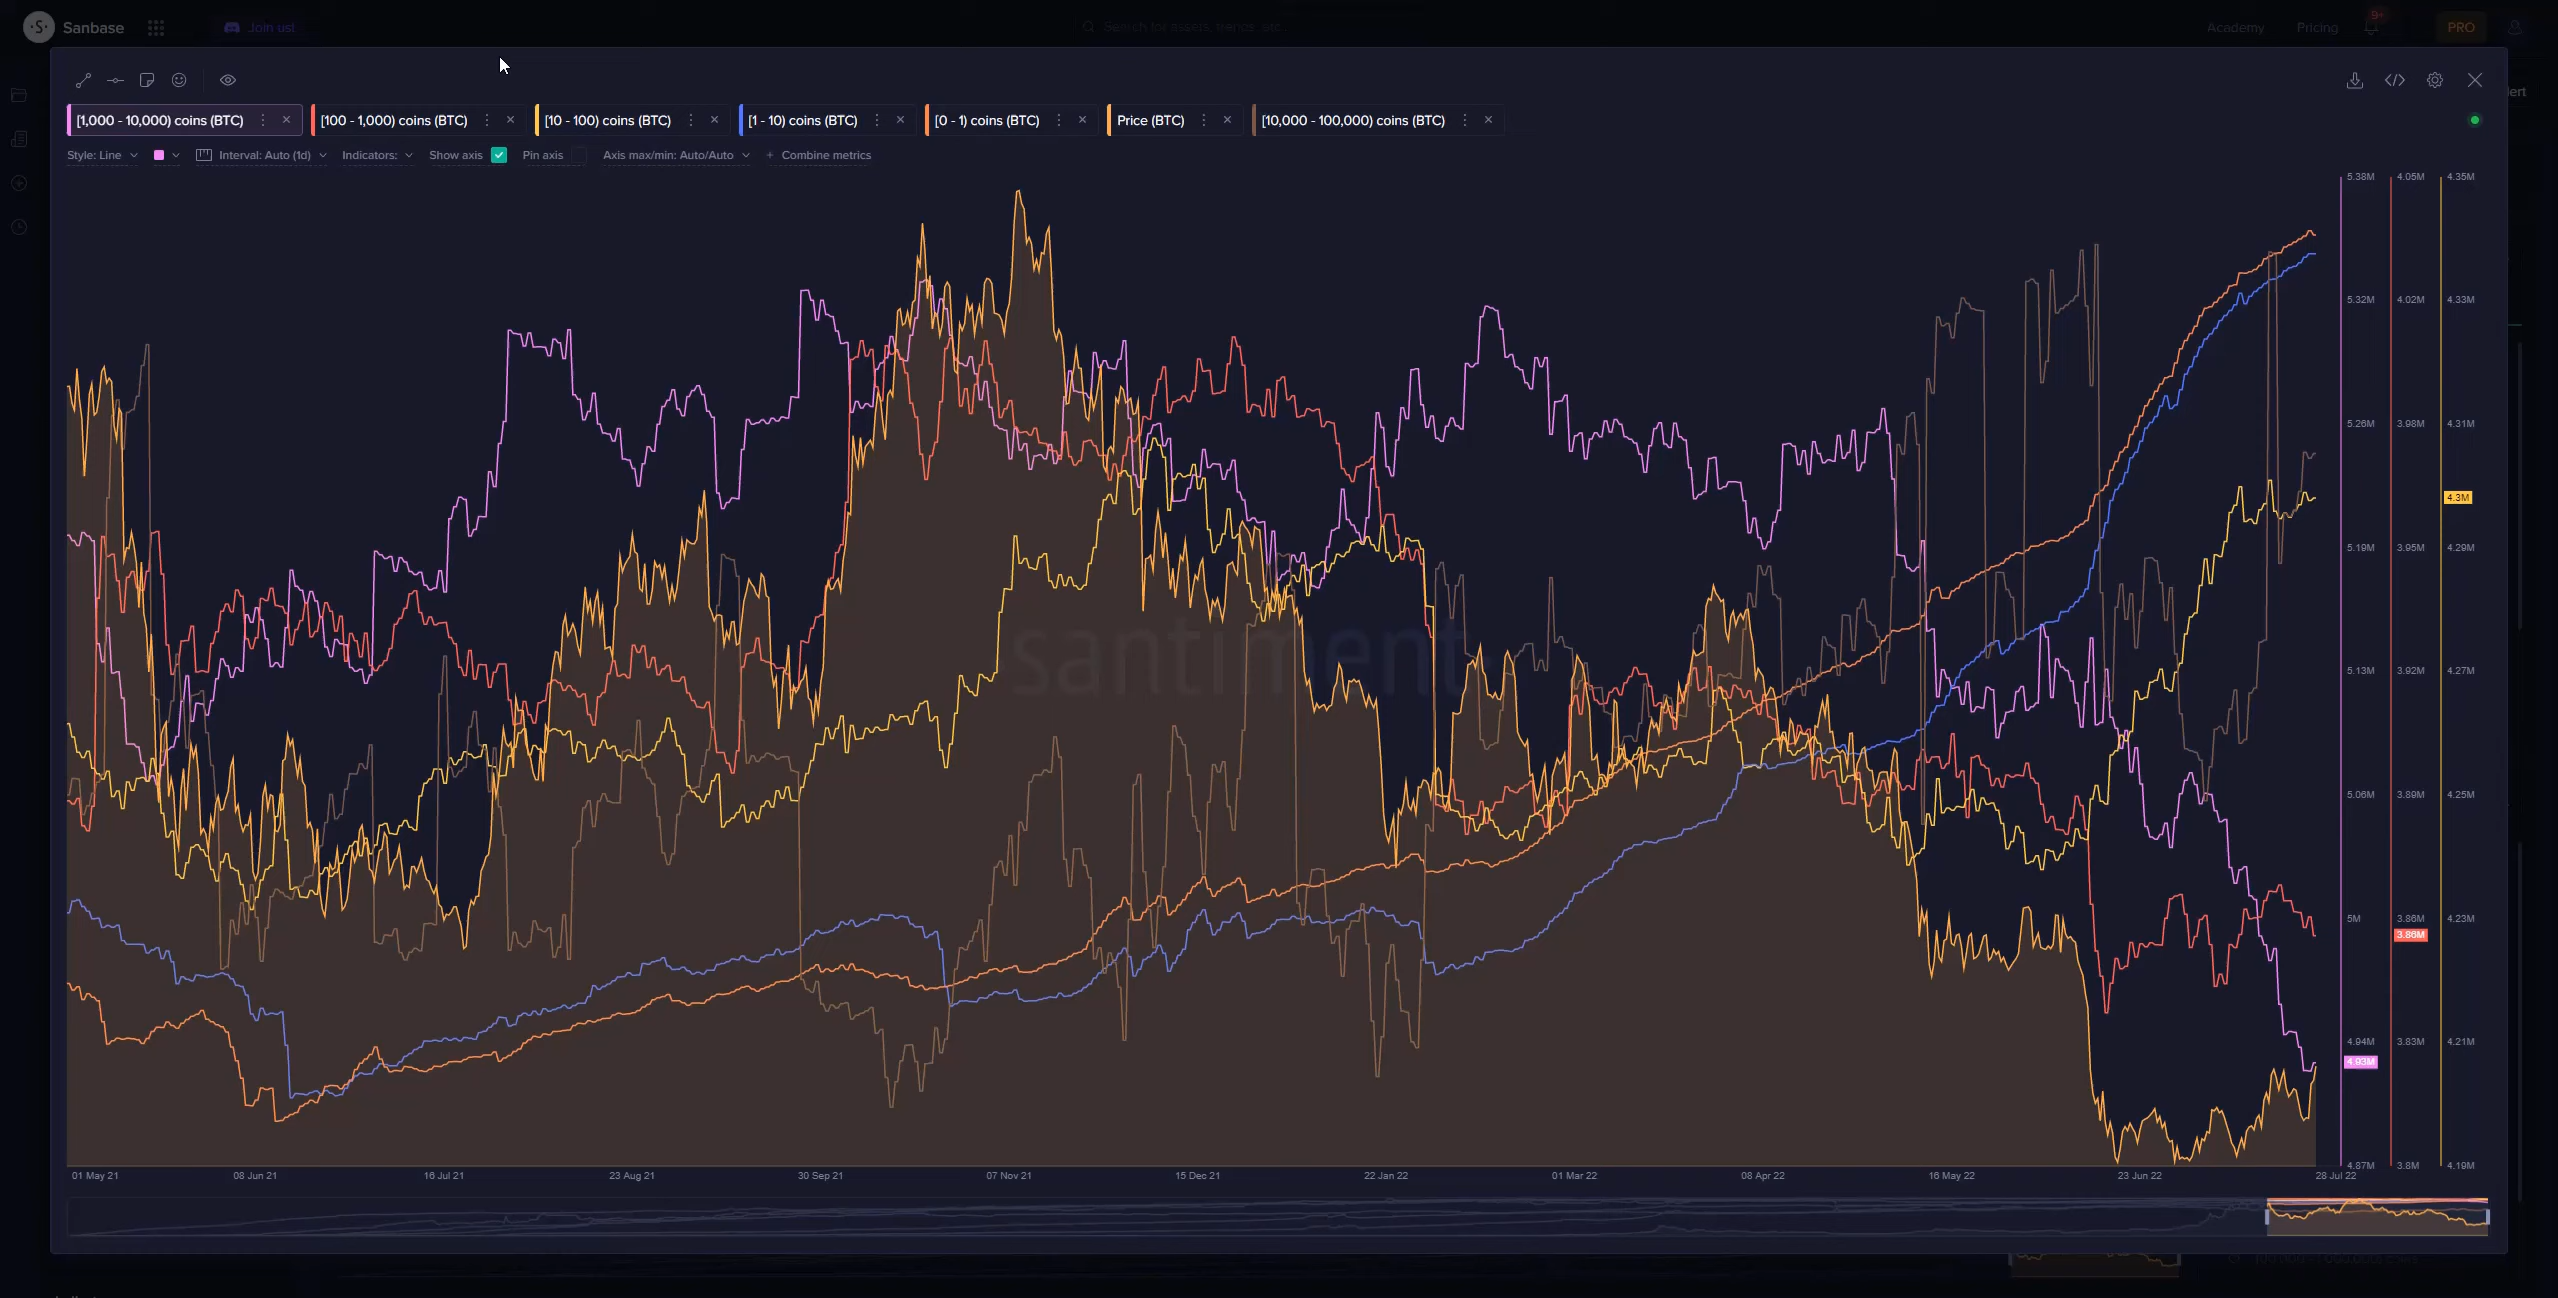 Sanbase
Join us!
Search for assets, trends, etc.
Academy
Pricing
9+
PRO
[1,000 - 10,000) coins (BTC)
[100 - 1,000) coins (BTC)
[10 - 100) coins (BTC)
[1 - 10) coins (BTC)
[0 - 1) coins (BTC)
Price (BTC)
[10,000 - 100,000) coins (BTC)
Style: Line
Interval: Auto (1d)
Indicators:
Show axis
Pin axis
Axis max/min: Auto/Auto
+ Combine metrics
5.38M 4.05M 4.35M
5.32M 4.02M 4.33M
5.26M 3.98M 4.31M
4.3M
5.19M 3.95M 4.29M
santiment
5.13M 3.92M 4.27M
5.06M 3.89M 4.25M
5M 3.86M 4.23M
3.86M
4.94M 3.83M 4.21M
4.93M
4.87M 3.8M 4.19M
01 May 21
08 Jun 21
16 Jul 21
23 Aug 21
30 Sep 21
07 Nov 21
15 Dec 21
22 Jan 22
01 Mar 22
08 Apr 22
16 May 22
23 Jun 22
28 Jul 22